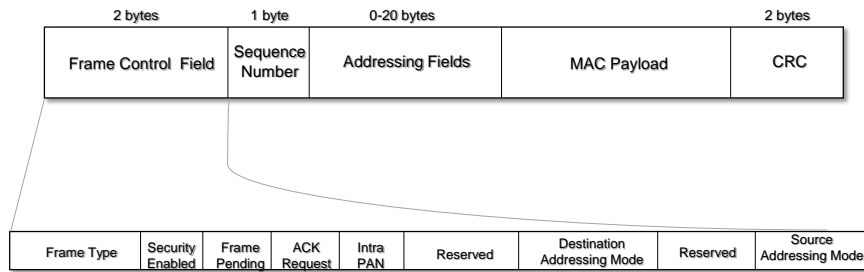 2 bytes 1 byte 0-20 bytes 2 bytes
Frame Control Field
Sequence
Number
Addressing Fields
MAC Payload
CRC
Frame Type
Security
Enabled
Frame
Pending
ACK
Request
Intra
PAN
Reserved
Destination
Addressing Mode
Reserved
Source
Addressing Mode